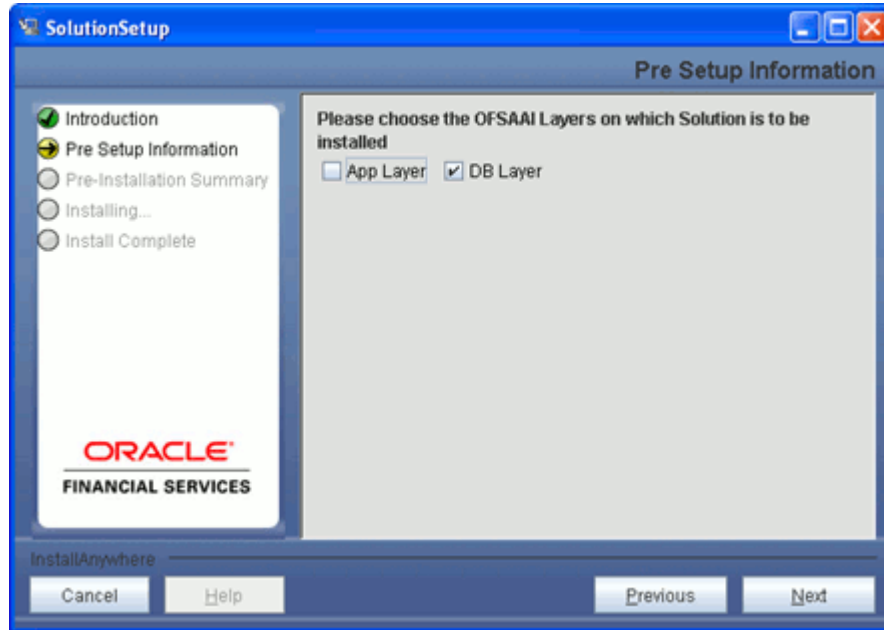 SolutionSetup
Pre Setup Information
Introduction
Pre Setup Information
Pre-Installation Summary
Installing...
Install Complete
ORACLE
FINANCIAL SERVICES
Please choose the OFSAAI Layers on which Solution is to be
installed
App Layer DB Layer
InstallAnywhere
Cancel Help Previous Next